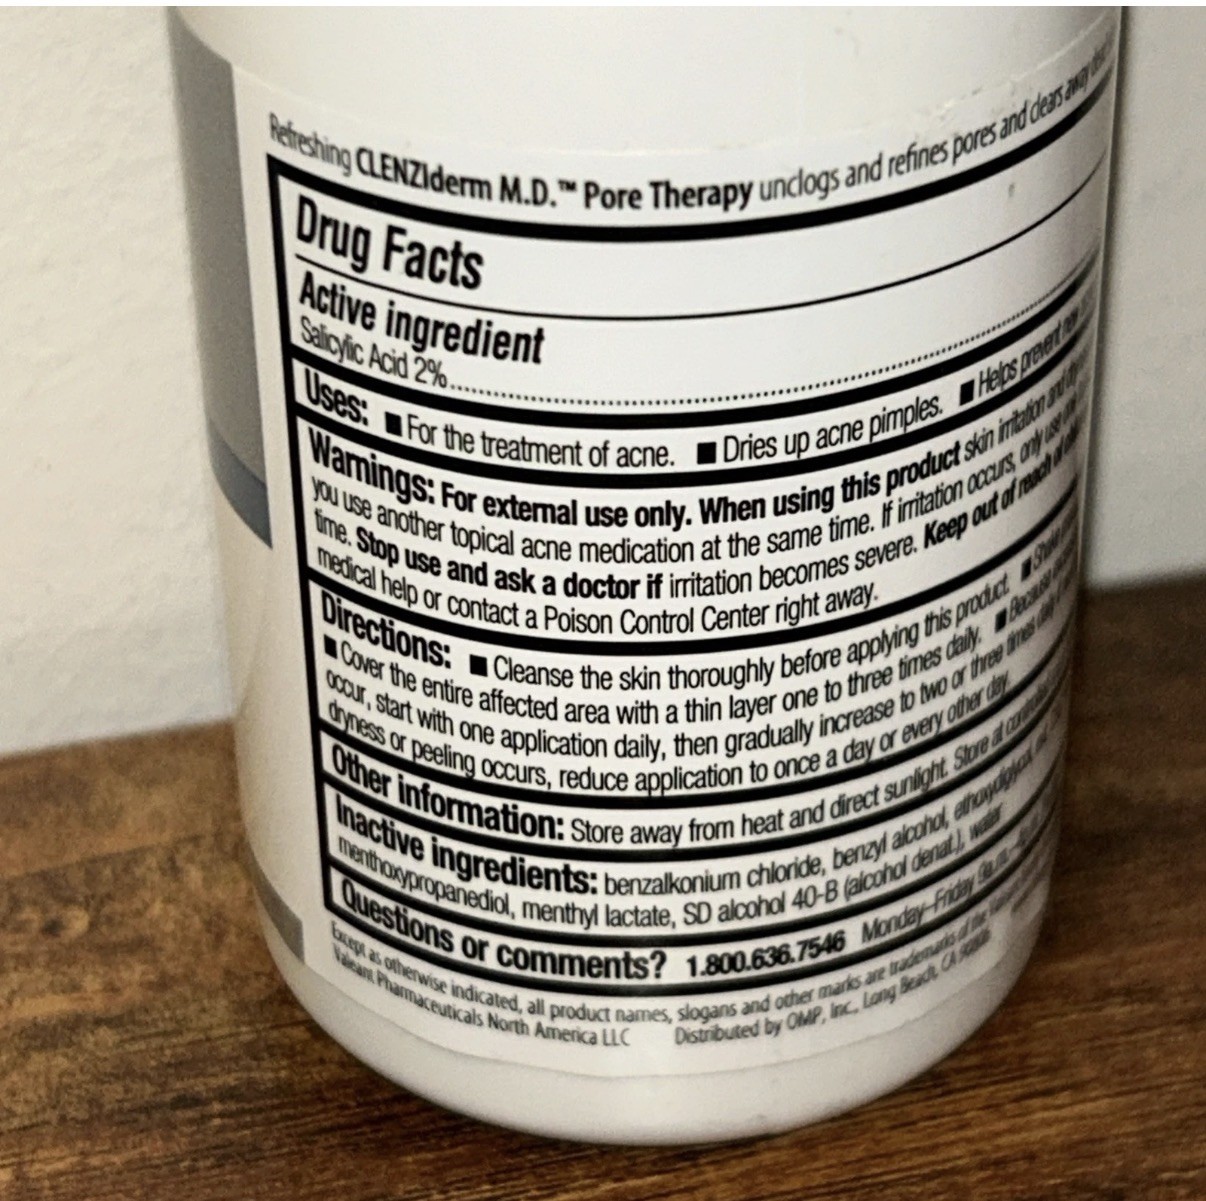 Refreshing CLENZIderm M.D.™ Pore Therapy unclogs and refines pores and clears away dead
Drug Facts
Active ingredient
Salicylic Acid 2%................................................................
Uses: ■ For the treatment of acne. ■ Dries up acne pimples. ■ Helps prevent new
Warnings: For external use only. When using this product skin irritation and
you use another topical acne medication at the same time. If irritation occurs, only use one
time. Stop use and ask a doctor if irritation becomes severe. Keep out of reach of
medical help or contact a Poison Control Center right away.
Directions: ■ Cleanse the skin thoroughly before applying this product. ■
■ Cover the entire affected area with a thin layer one to three times daily. ■ Because
occur, start with one application daily, then gradually increase to two or three times daily
dryness or peeling occurs, reduce application to once a day or every other day.
Other information: Store away from heat and direct sunlight. Store at controlled
Inactive ingredients: benzalkonium chloride, benzyl alcohol, ethoxydiglycol,
menthoxypropanediol, menthyl lactate, SD alcohol 40-B (alcohol denat.), water
Questions or comments? 1.800.636.7546 Monday–Friday
Except as otherwise indicated, all product names, slogans and other marks are trademarks of the
Valeant Pharmaceuticals North America LLC Distributed by OMP, Inc., Long Beach, CA